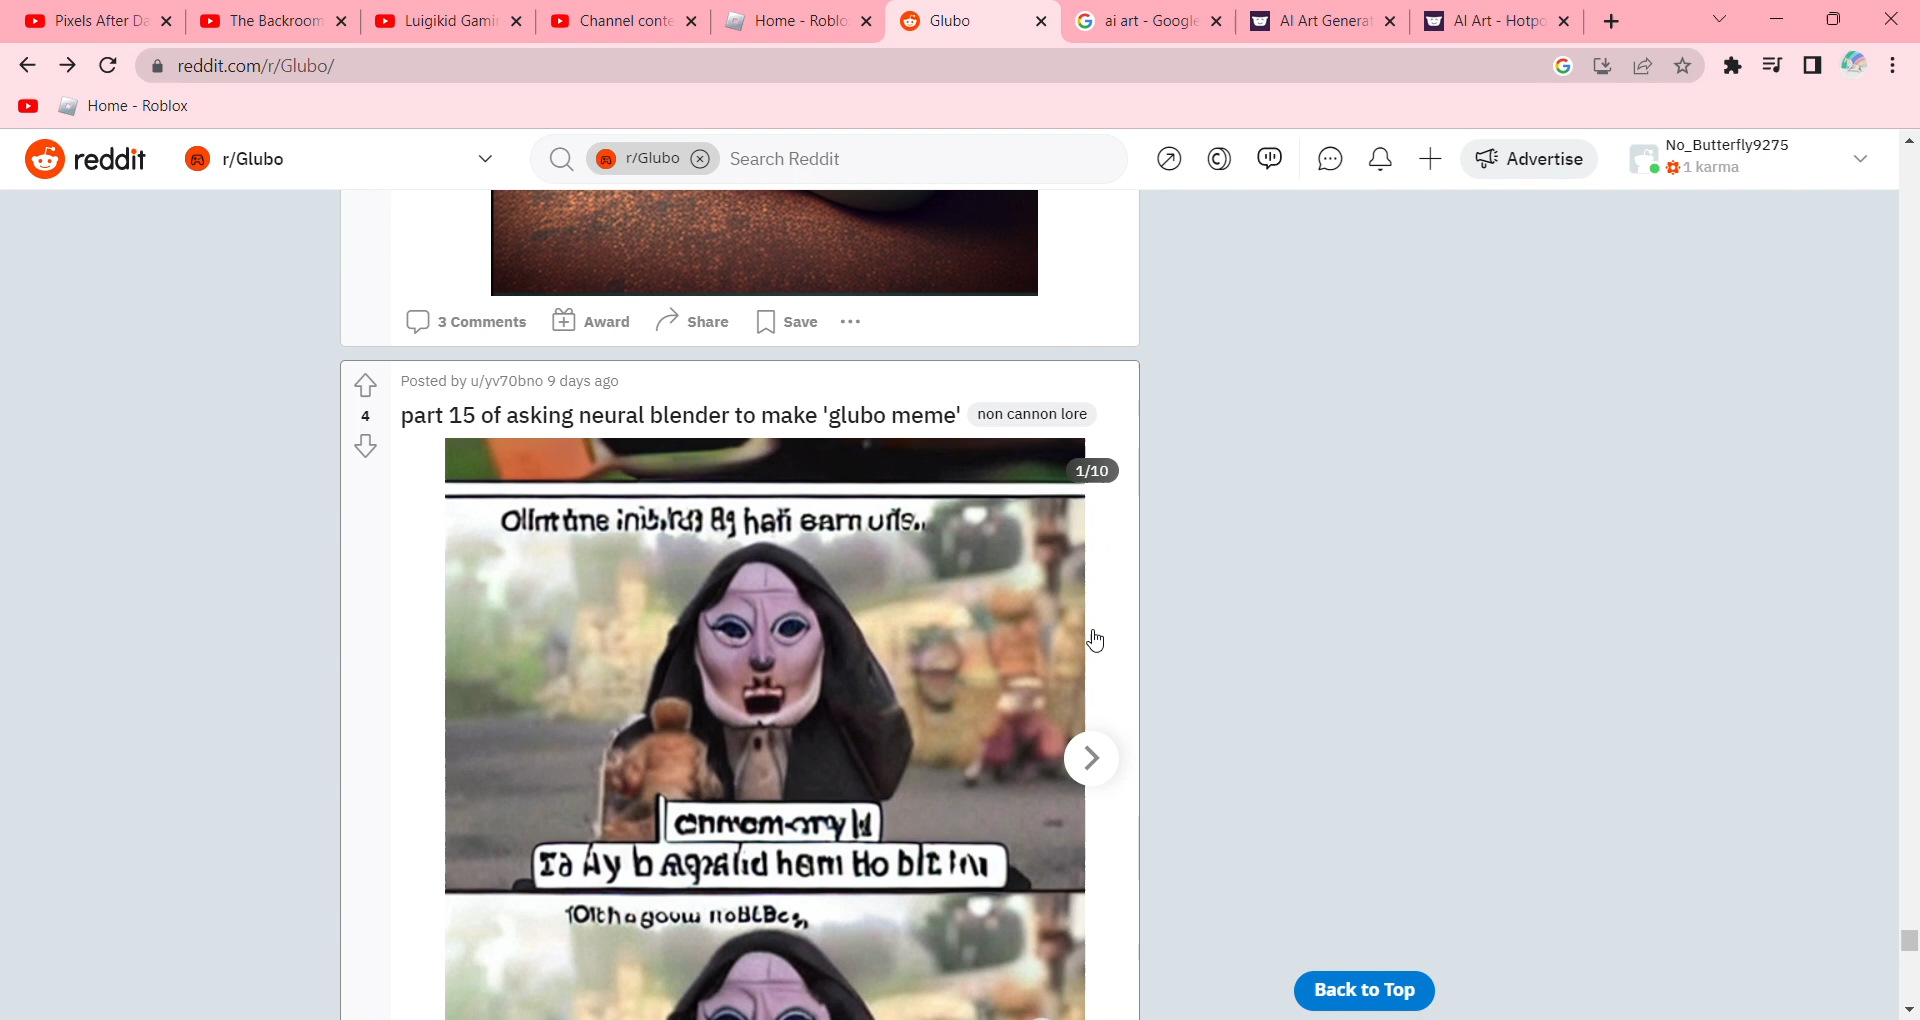 Pixels After Da
The Backroom
Luigikid Gami
Channel conte
Home - Roblo
Glubo
ai art - Google
AI Art Generat
AI Art - Hotpo
reddit.com/r/Glubo/
Home - Roblox
reddit
r/Glubo
r/Glubo
Search Reddit
Advertise
No_Butterfly9275
1 karma
3 Comments
Award
Share
Save
Posted by u/yv70bno 9 days ago
4
part 15 of asking neural blender to make 'glubo meme'
non cannon lore
1/10
Back to Top